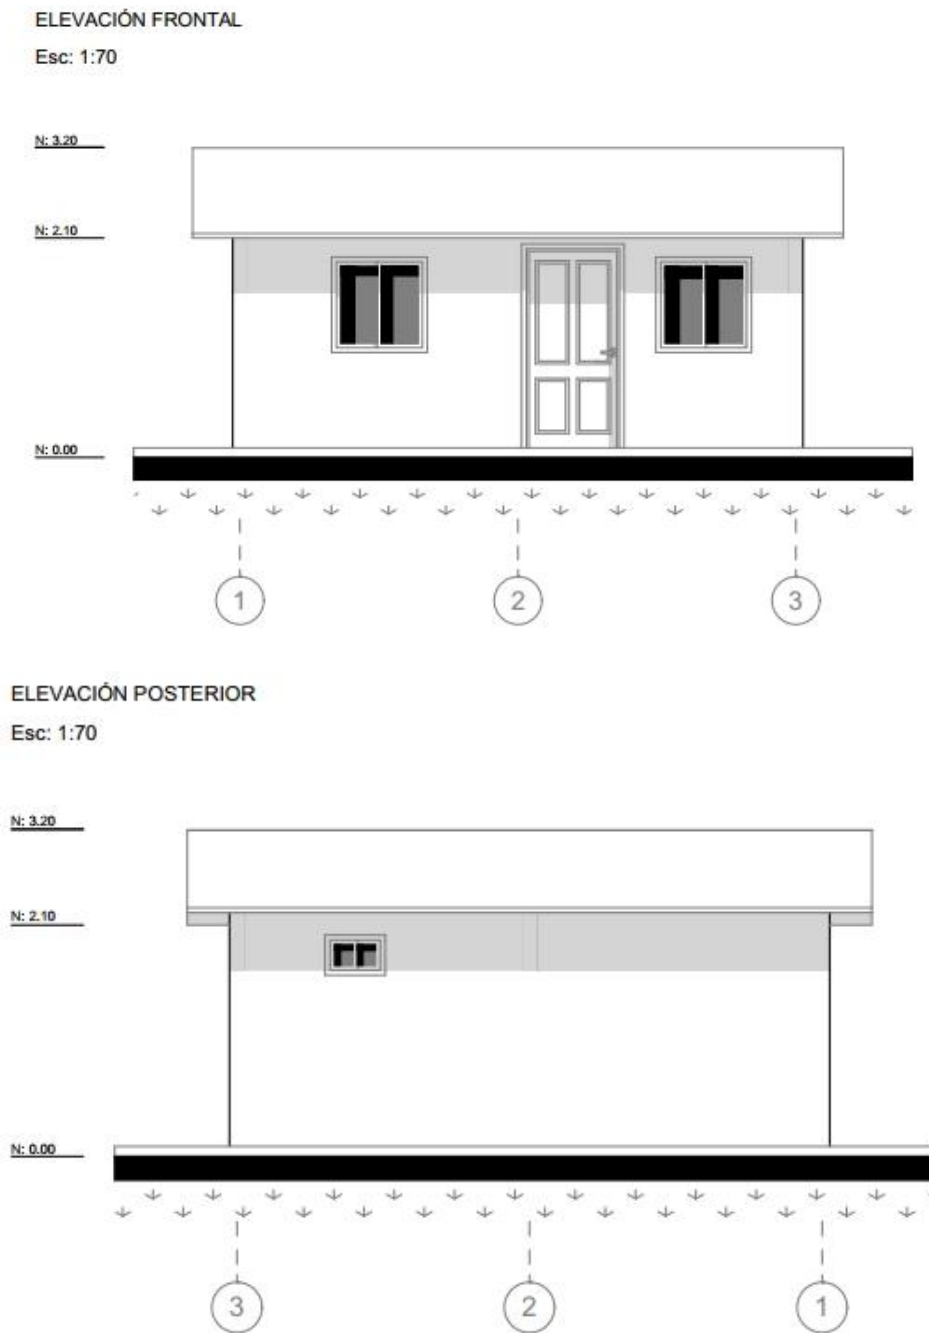 ELEVACIÓN FRONTAL
Esc: 1:70
N: 3.20
N: 2.10
N: 0.00
1 2 3
ELEVACIÓN POSTERIOR
Esc: 1:70
N: 3.20
N: 2.10
N: 0.00
3 2 1